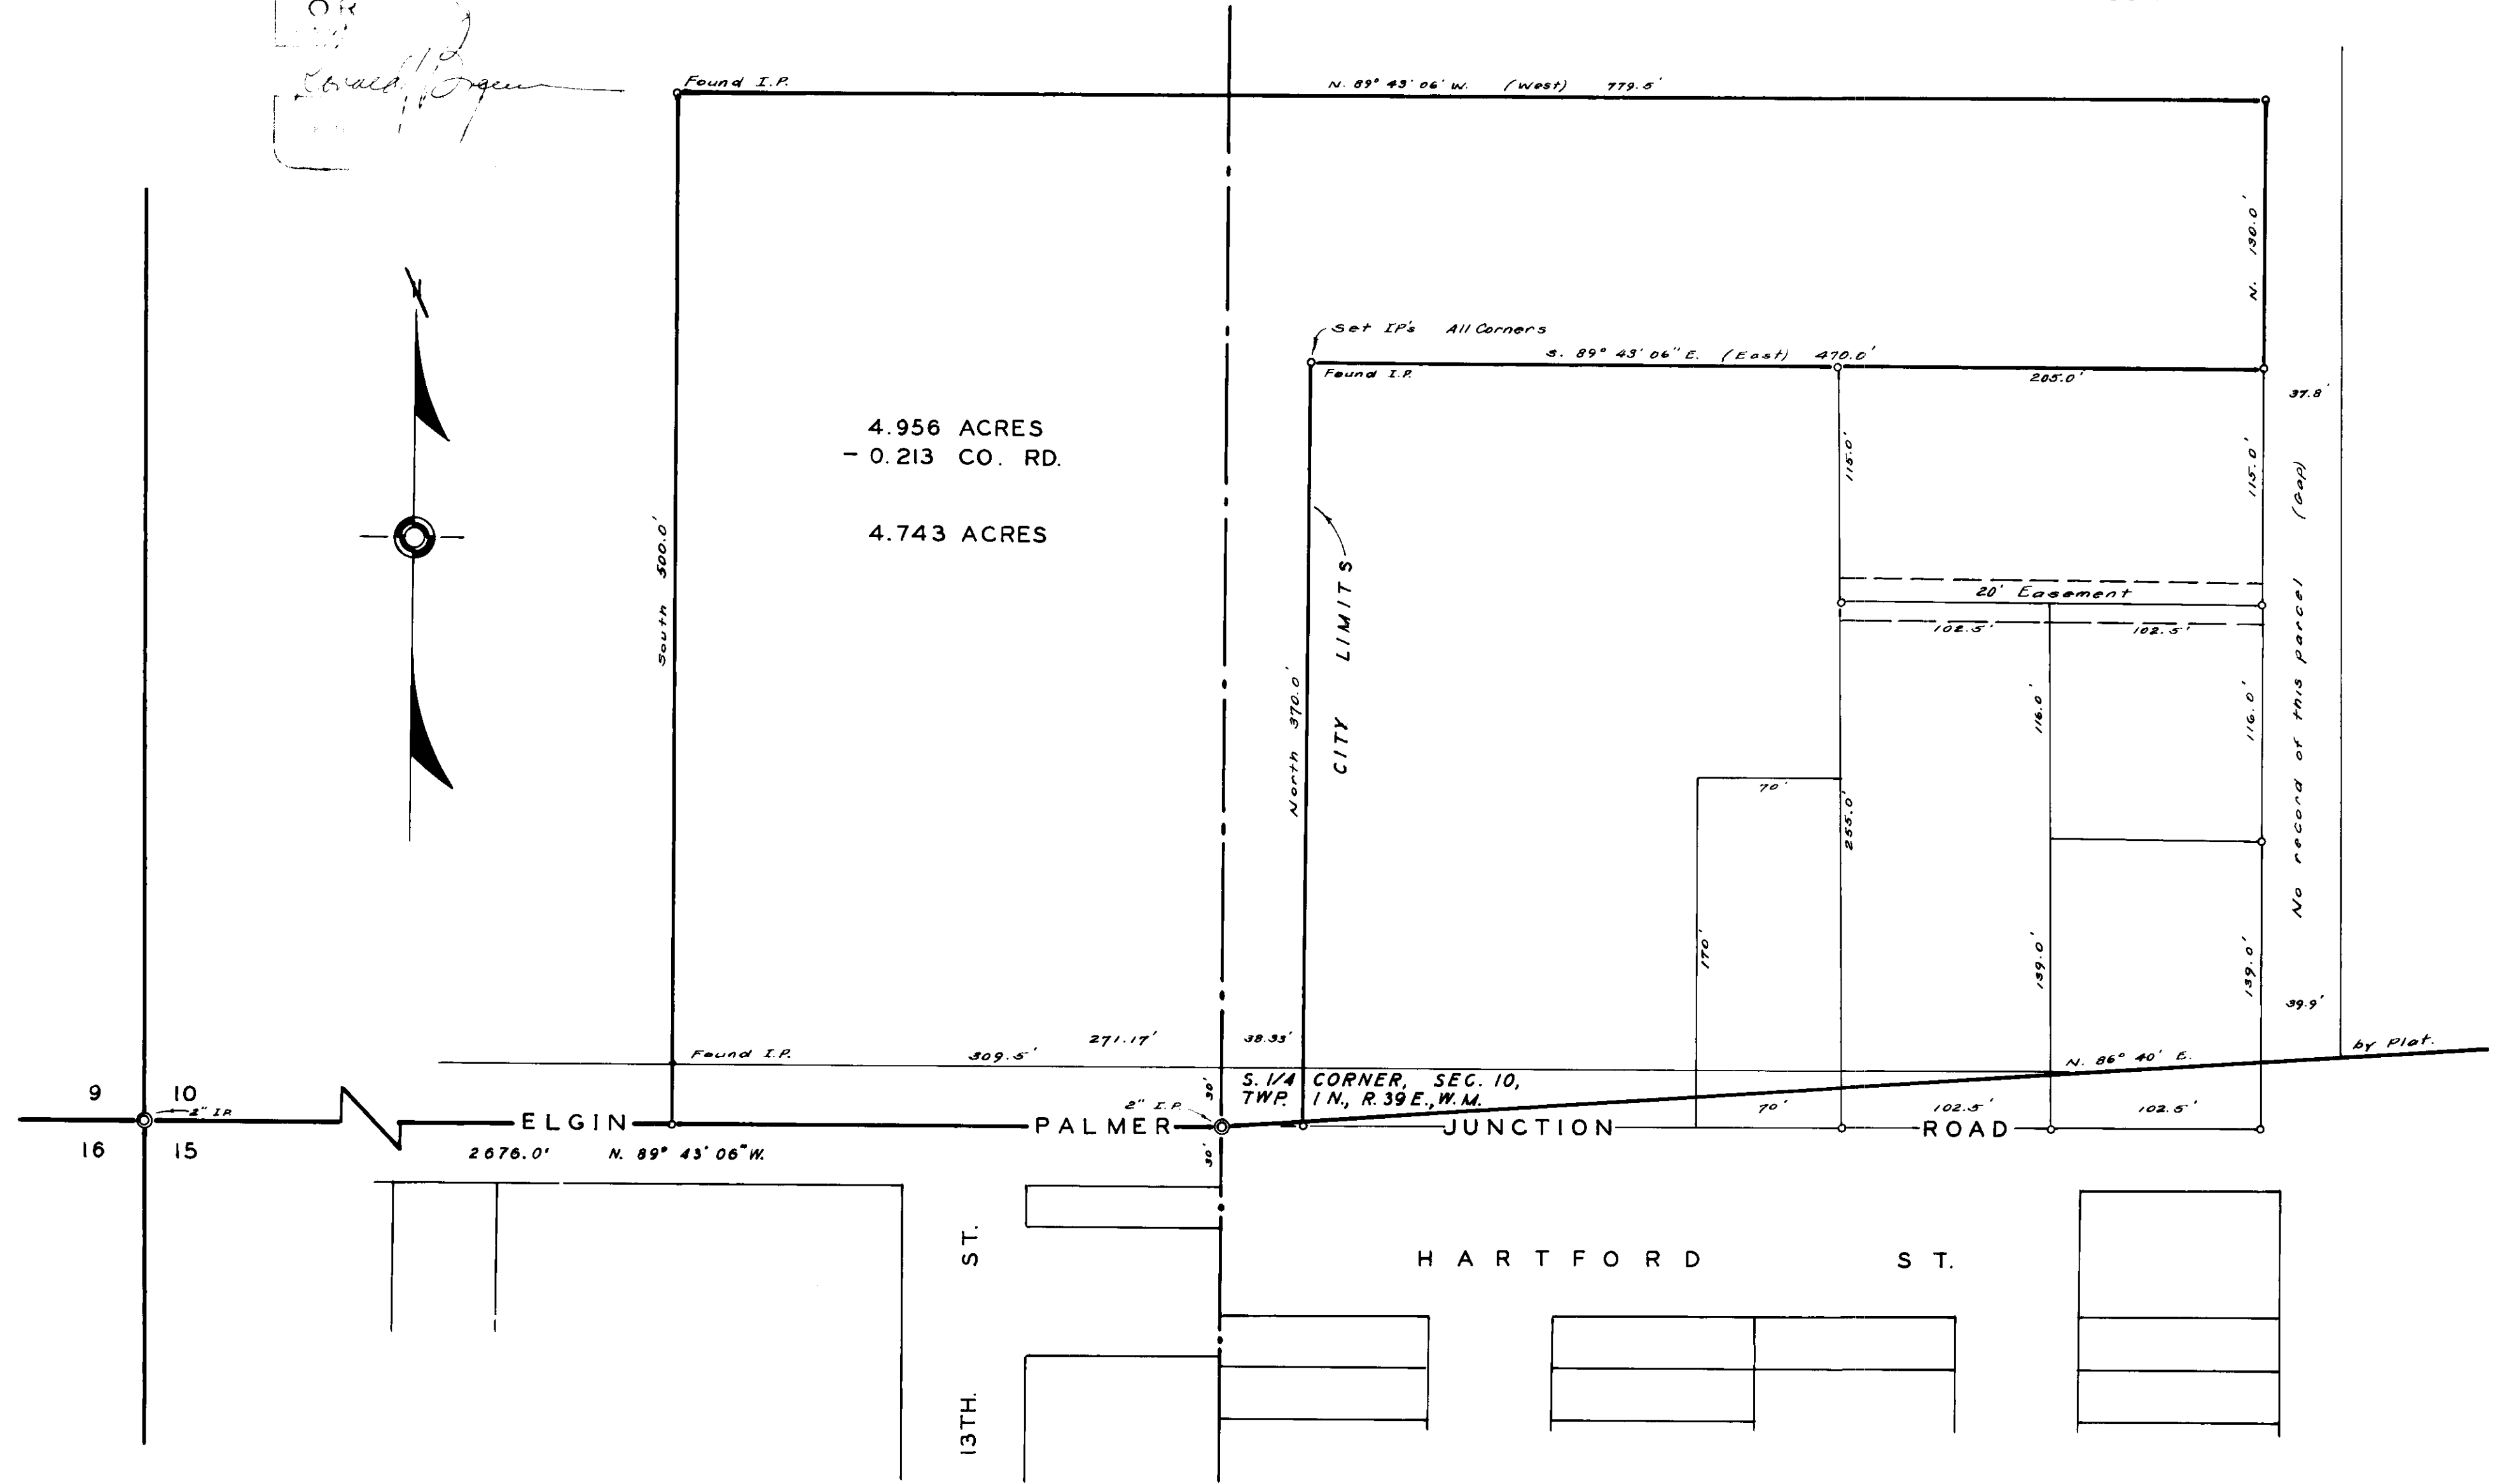 OR
Found I.P.
N. 89° 43' 06' W. (West) 779.5'
N. 130.0'
Set IP's All Corners
S. 89° 43' 06" E. (East) 470.0'
Found I.P.
205.0'
37.8'
4.956 ACRES
- 0.213 CO. RD.
4.743 ACRES
South 500.0'
115.0'
115.0'
No record of this parcel (Gap)
CITY LIMITS
North 370.0'
20' Easement
102.5'
102.5'
116.0'
116.0'
70'
255.0'
170'
139.0'
139.0'
39.9'
Found I.P.
309.5'
271.17'
38.33'
N. 86° 40' E.
by Plat.
30'
S. 1/4 CORNER, SEC. 10,
TWP. 1 N., R. 39 E., W. M.
9
10
2" I.P.
2" I.P.
70'
102.5'
102.5'
ELGIN PALMER JUNCTION ROAD
16
15
2676.0' N. 89° 43' 06" W.
30'
HARTFORD ST.
13TH. ST.